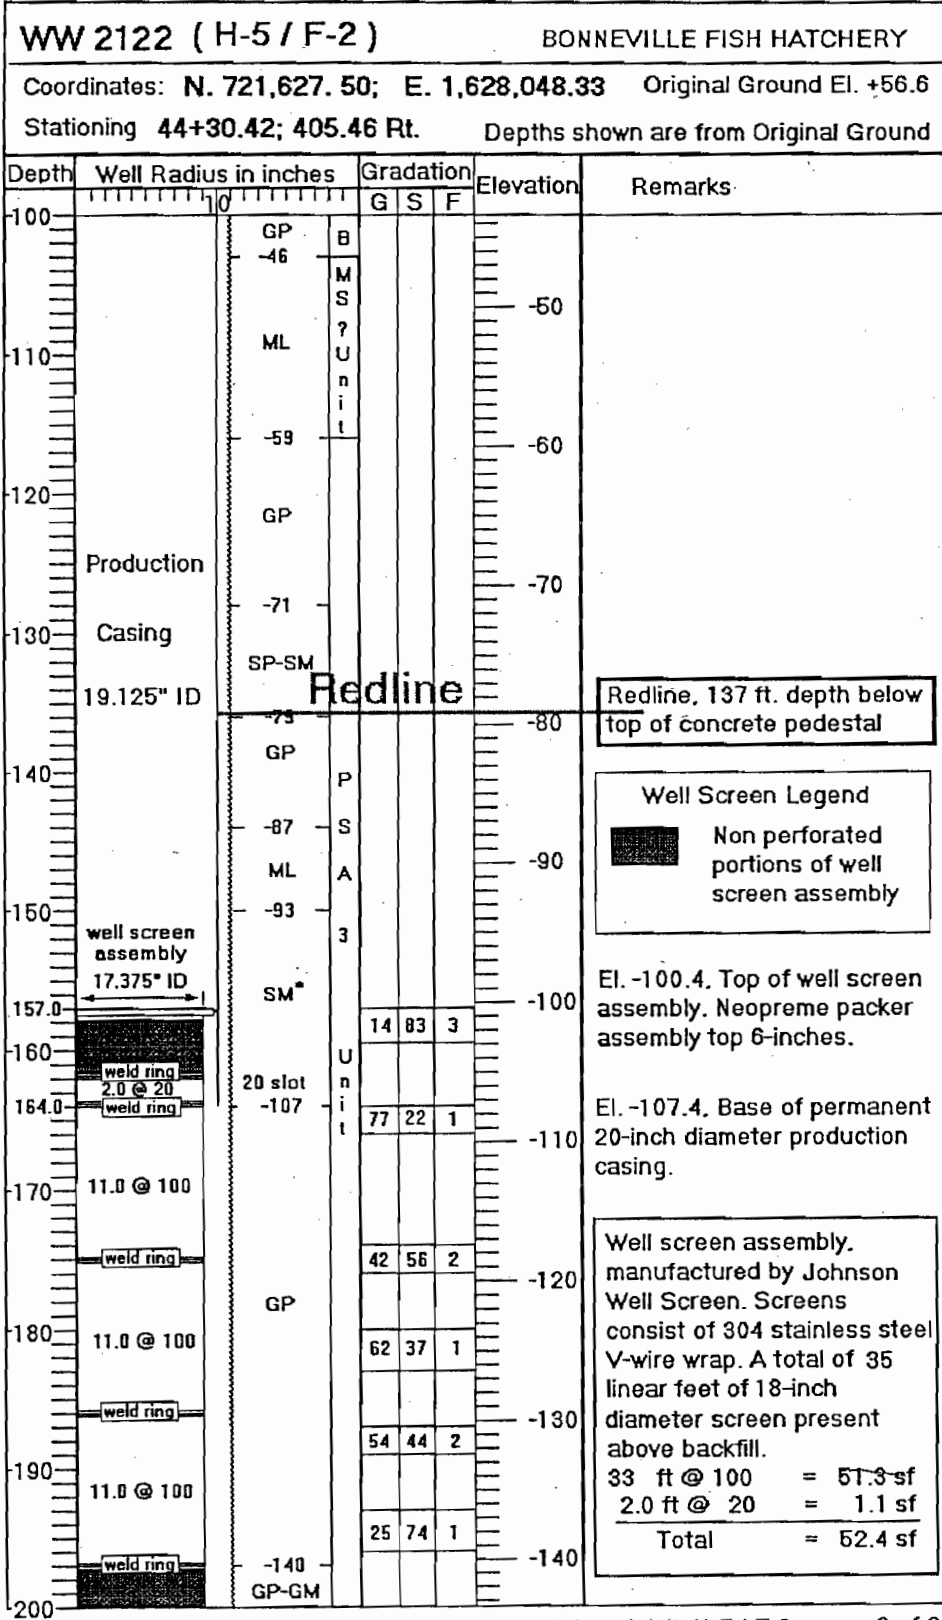 WW 2122 ( H-5 / F-2 ) BONNEVILLE FISH HATCHERY
Coordinates: N. 721,627. 50; E. 1,628,048.33 Original Ground El. +56.6
Stationing 44+30.42; 405.46 Rt. Depths shown are from Original Ground
Depth Well Radius in inches Gradation Elevation Remarks
10 G S F
-100
GP B
-46
MS? Unit
-50
ML
-110
-59
-60
-120
GP
Production
-70
-71
-130
Casing
SP-SM
Redline
19.125" ID
Redline, 137 ft. depth below
top of concrete pedestal
-80
GP
-140
PSA 3 Unit
Well Screen Legend
Non perforated
portions of well
screen assembly
-87
ML
-90
-150
-93
well screen
assembly
17.375" ID
SM*
-100
El. -100.4. Top of well screen
assembly. Neopreme packer
assembly top 6-inches.
157.0
14 83 3
-160
weld ring
2.0 @ 20
20 slot
164.0
weld ring
-107
77 22 1
-110
El. -107.4. Base of permanent
20-inch diameter production
casing.
-170
11.0 @ 100
weld ring
42 56 2
-120
GP
-180
11.0 @ 100
62 37 1
weld ring
-130
54 44 2
-190
11.0 @ 100
25 74 1
weld ring
-140
-140
GP-GM
-200
Well screen assembly.
manufactured by Johnson
Well Screen. Screens
consist of 304 stainless steel
V-wire wrap. A total of 35
linear feet of 18-inch
diameter screen present
above backfill.
33 ft @ 100 = 51.3 sf
2.0 ft @ 20 = 1.1 sf
Total = 52.4 sf